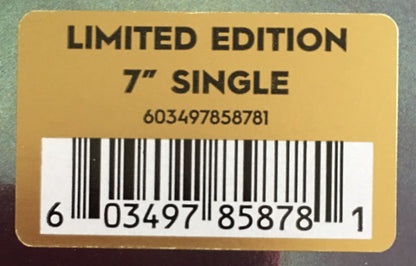 LIMITED EDITION
7" SINGLE
603497858781
6 03497 85878 1